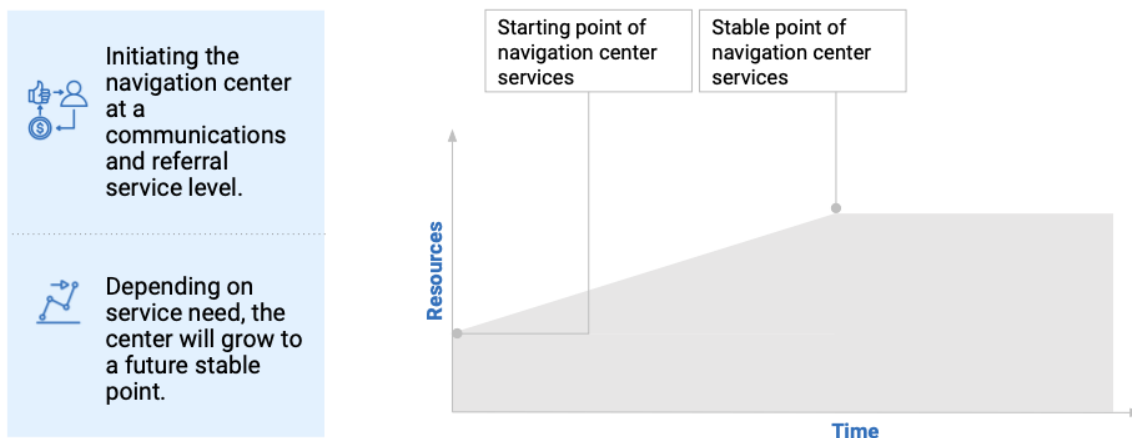 Initiating the
navigation center
at a
communications
and referral
service level.
Depending on
service need, the
center will grow to
a future stable
point.
Starting point of
navigation center
services
Stable point of
navigation center
services
Resources
Time